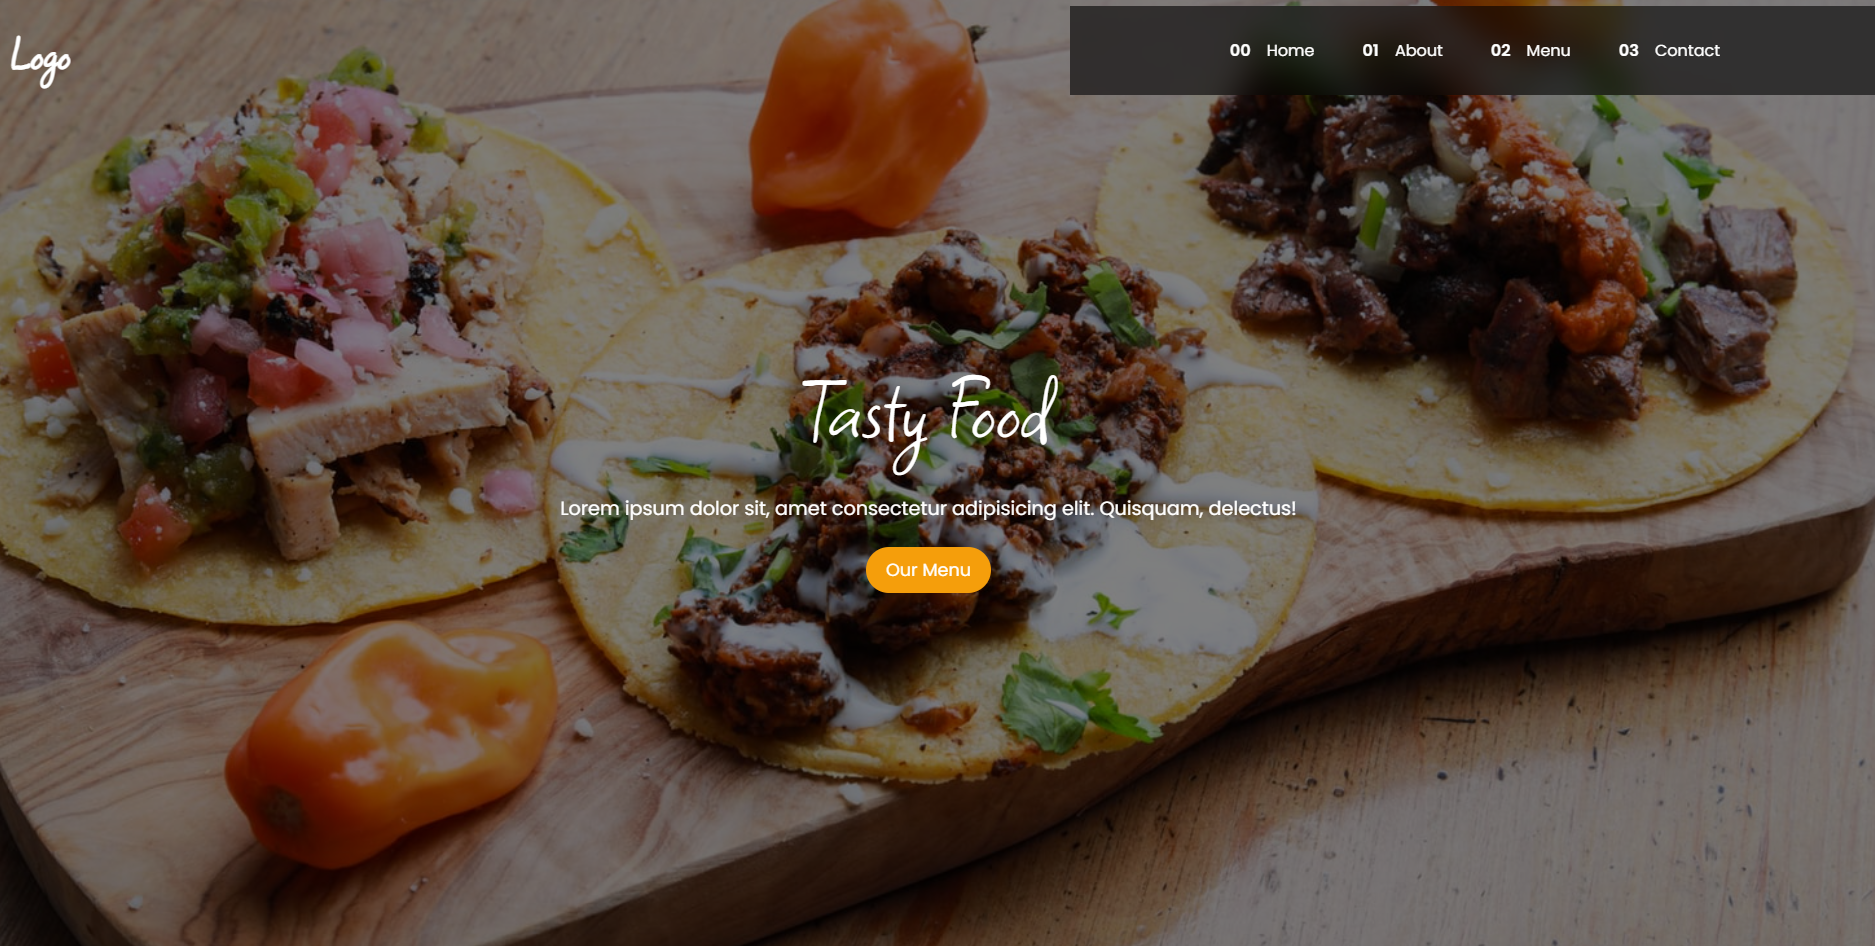 Logo
00 Home 01 About 02 Menu 03 Contact
Tasty Food
Lorem ipsum dolor sit, amet consectetur adipisicing elit. Quisquam, delectus!
Our Menu